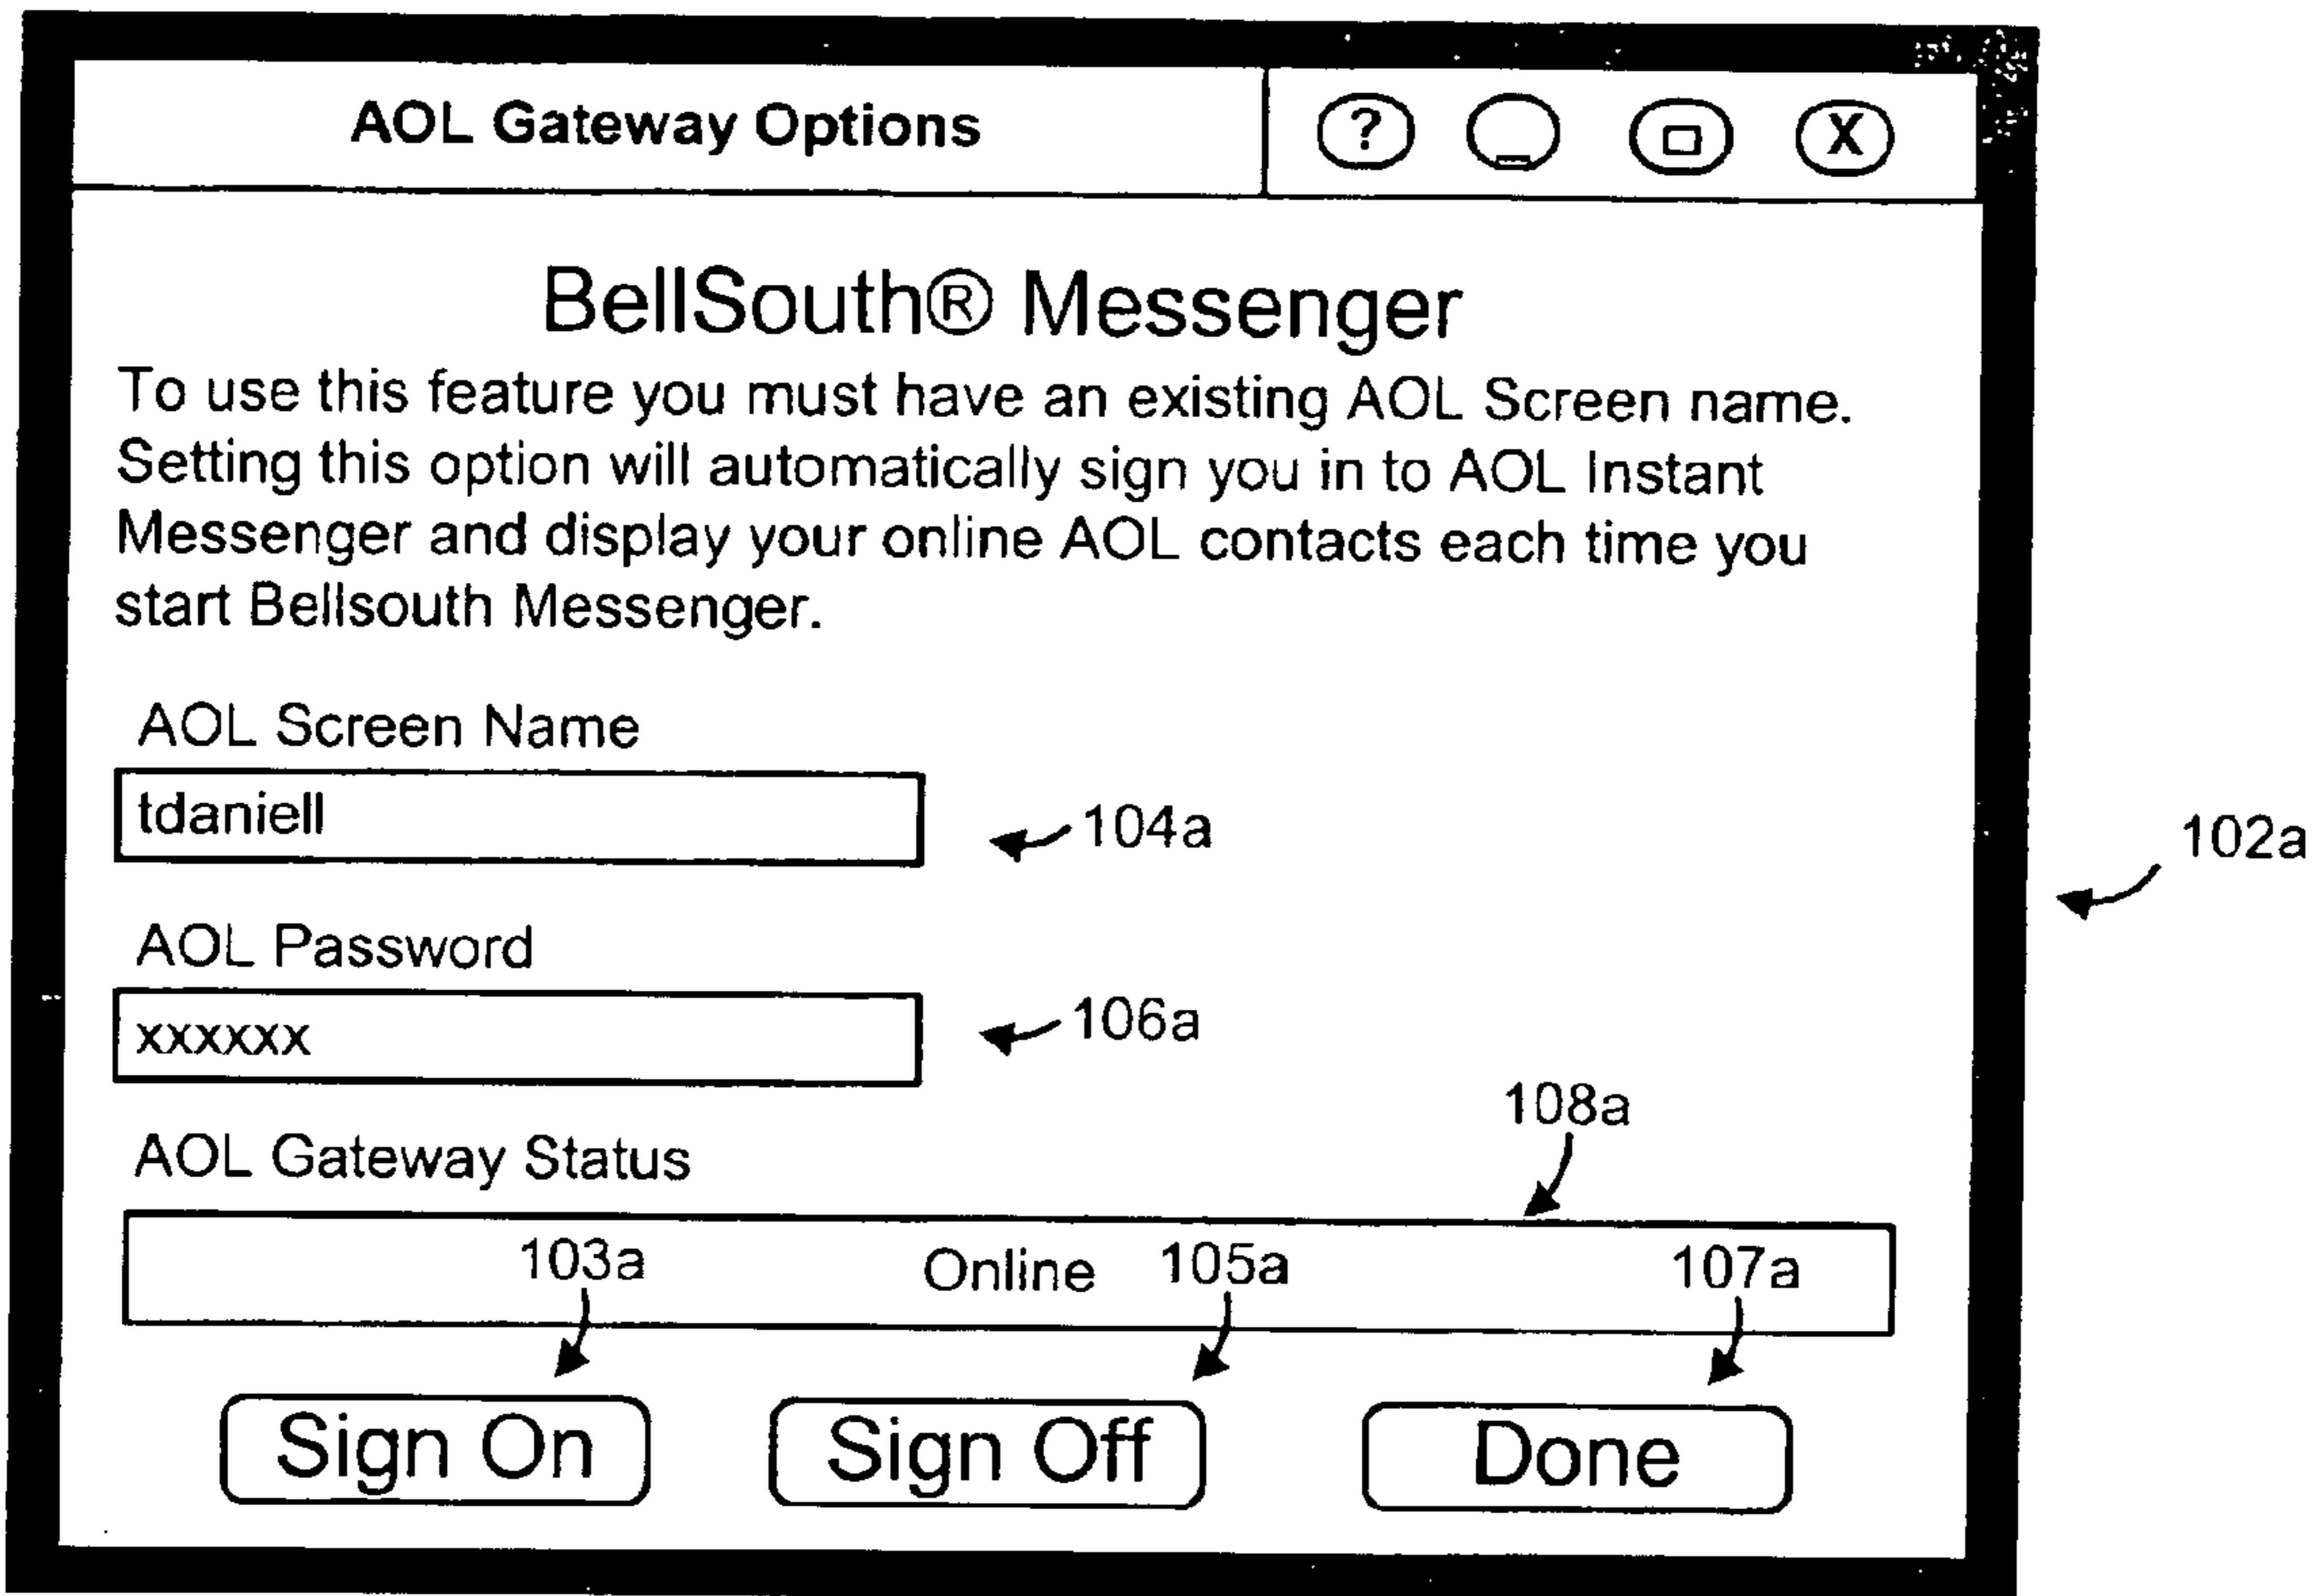 AOL Gateway Options ? _ X
BellSouth® Messenger
To use this feature you must have an existing AOL Screen name.
Setting this option will automatically sign you in to AOL Instant
Messenger and display your online AOL contacts each time you
start Bellsouth Messenger.
AOL Screen Name
tdaniell
104a
102a
AOL Password
xxxxxx
106a
108a
AOL Gateway Status
103a Online 105a 107a
Sign On Sign Off Done